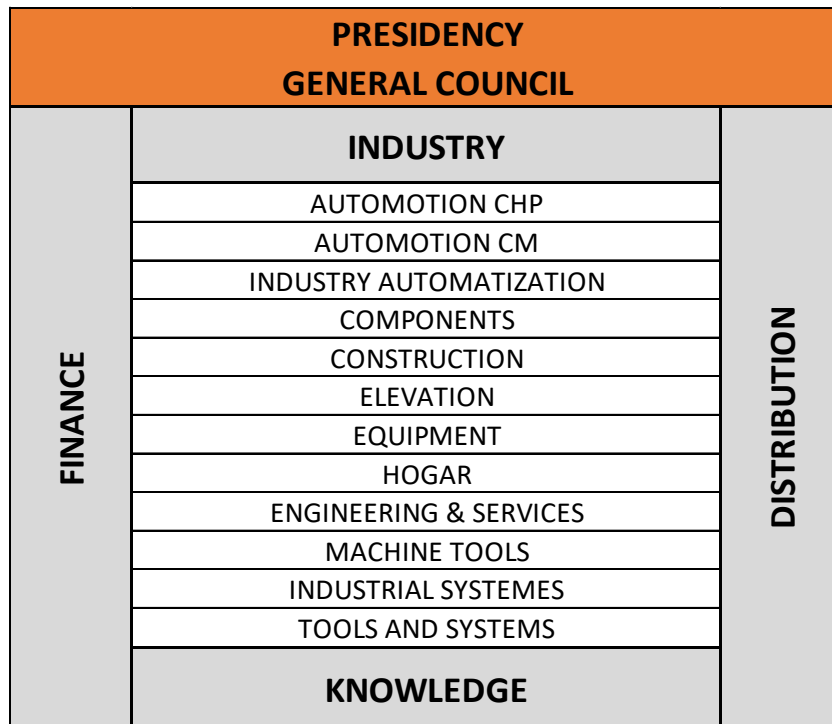 PRESIDENCY
GENERAL COUNCIL
FINANCE
INDUSTRY
AUTOMOTION CHP
AUTOMOTION CM
INDUSTRY AUTOMATIZATION
COMPONENTS
CONSTRUCTION
ELEVATION
EQUIPMENT
HOGAR
ENGINEERING & SERVICES
MACHINE TOOLS
INDUSTRIAL SYSTEMES
TOOLS AND SYSTEMS
KNOWLEDGE
DISTRIBUTION